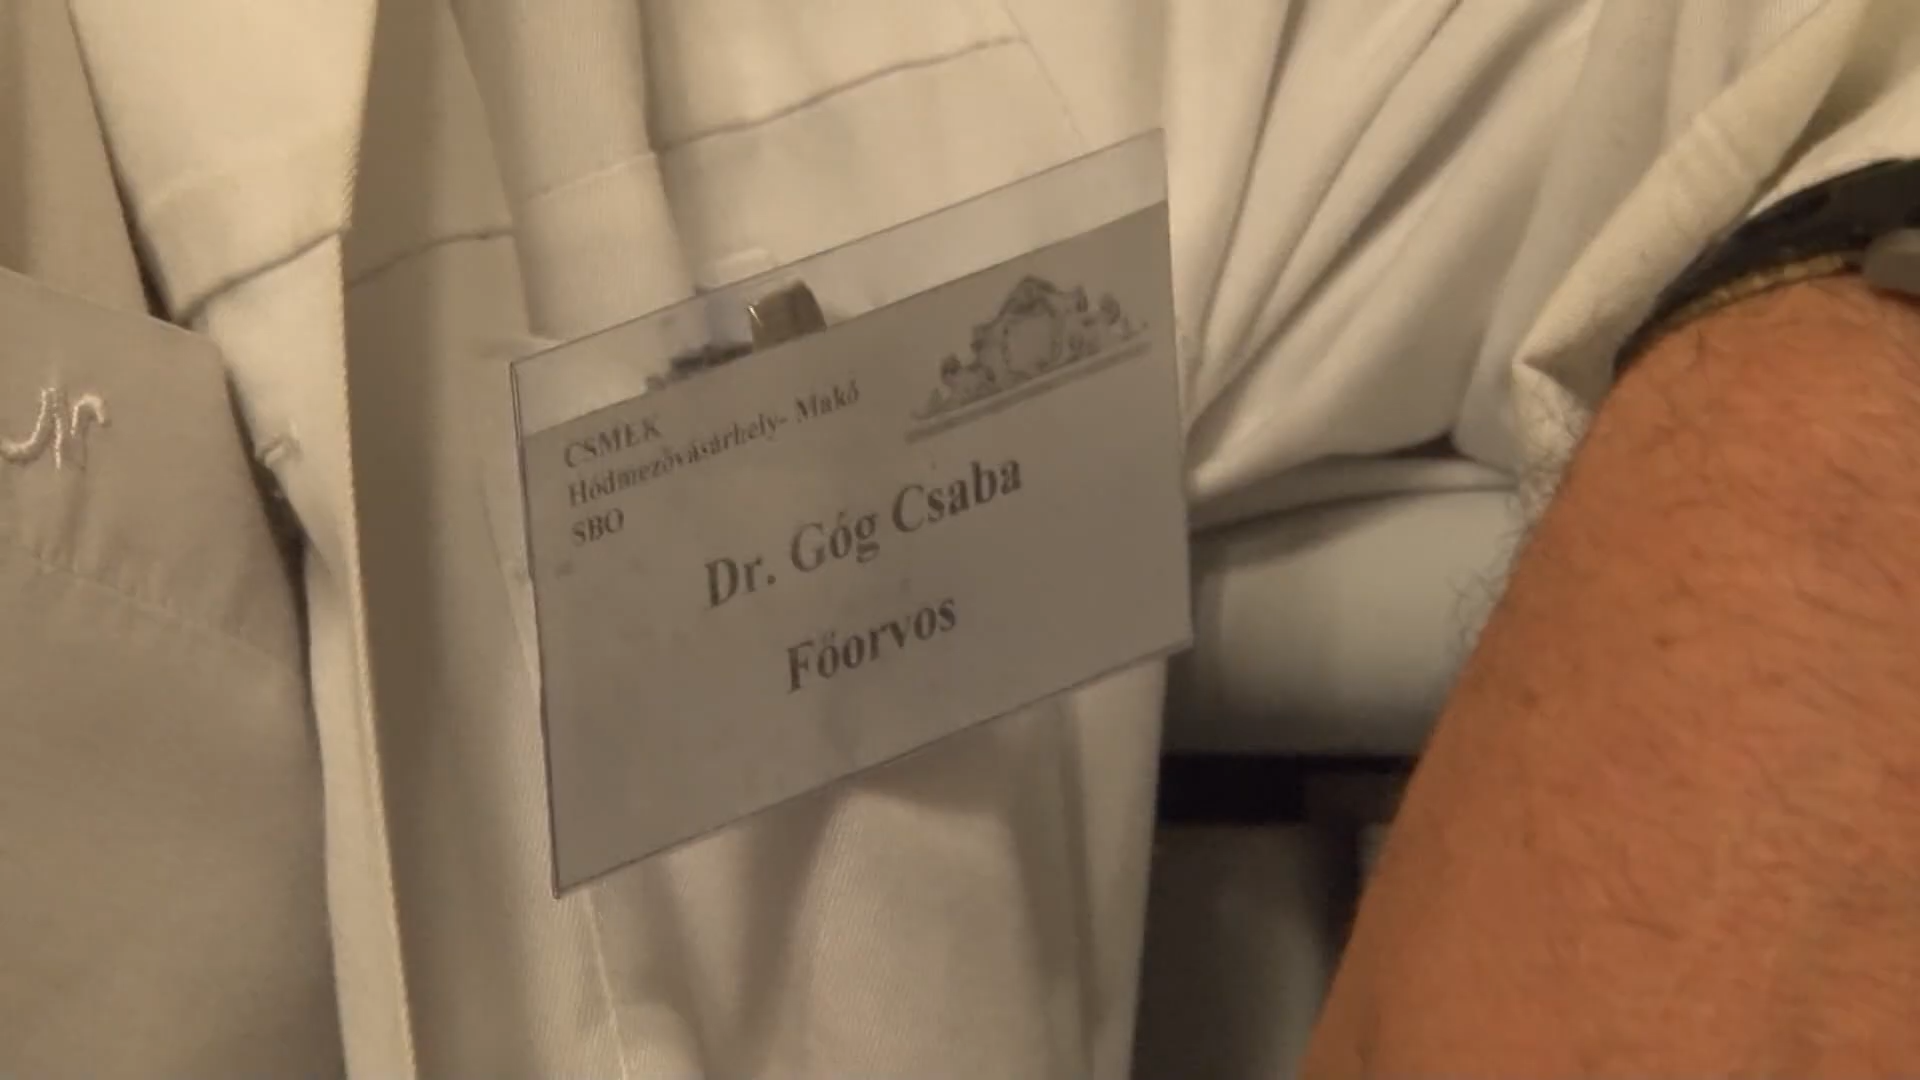 CSMEK
Hódmezővásárhely- Makó
SBO
Dr. Góg Csaba
Főorvos